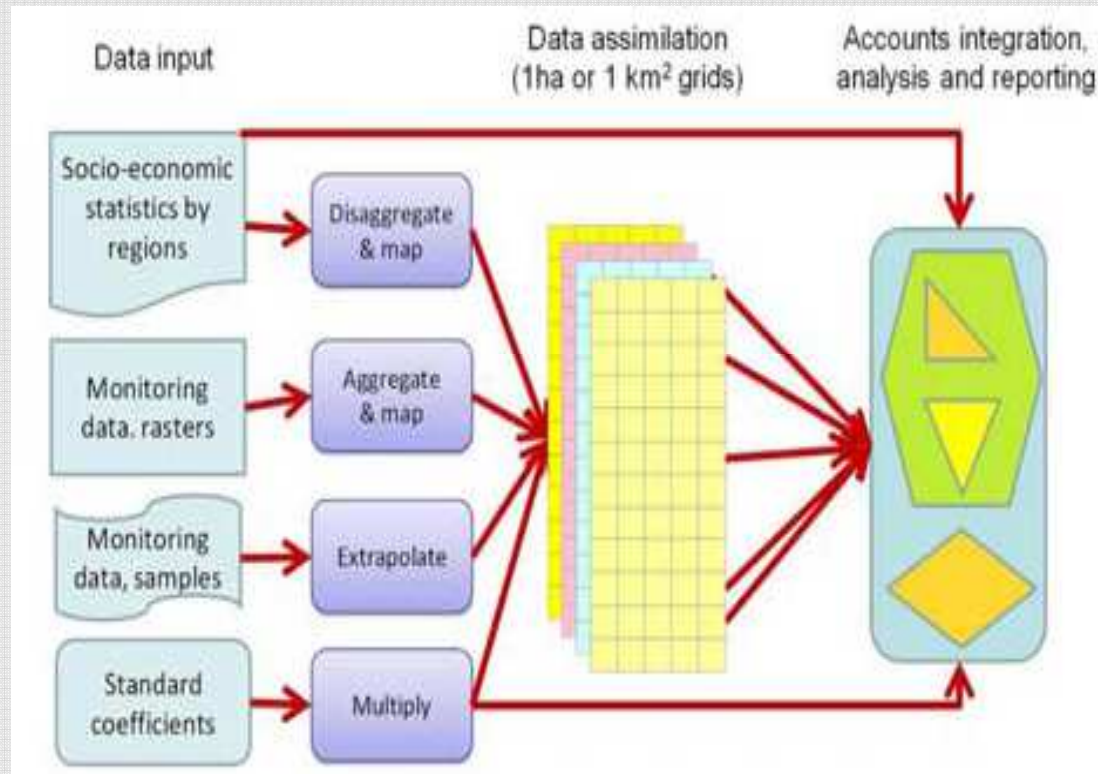 Data input
Data assimilation
(1ha or 1 km² grids)
Accounts integration,
analysis and reporting
Socio-economic
statistics by
regions
Disaggregate
& map
Monitoring
data. rasters
Aggregate
& map
Monitoring
data, samples
Extrapolate
Standard
coefficients
Multiply